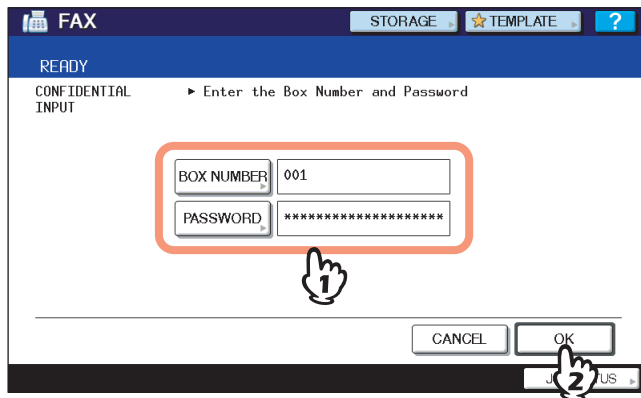 FAX
STORAGE
TEMPLATE
?
READY
CONFIDENTIAL INPUT
▶ Enter the Box Number and Password
BOX NUMBER 001
PASSWORD ********************
1
CANCEL
OK
2